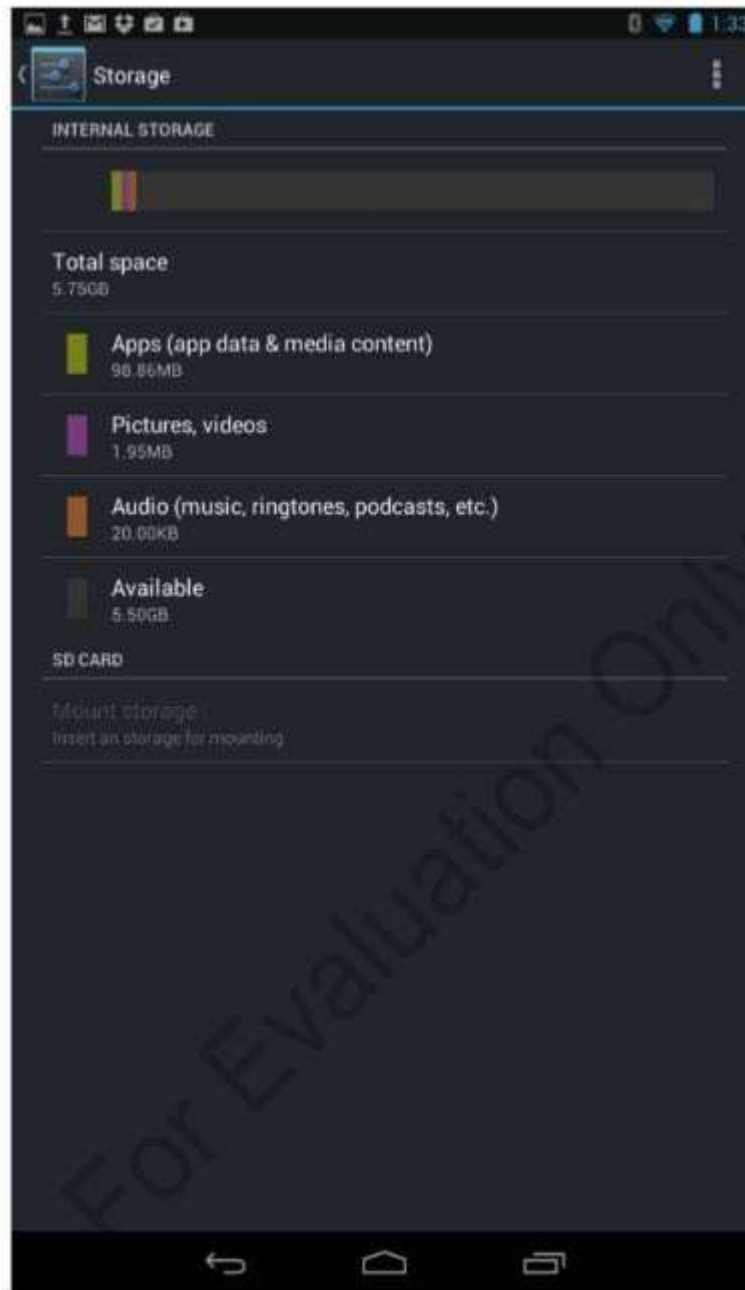 1:33
Storage
INTERNAL STORAGE
Total space
5.75GB
Apps (app data & media content)
98.86MB
Pictures, videos
1.95MB
Audio (music, ringtones, podcasts, etc.)
20.00KB
Available
5.50GB
SD CARD
Mount storage
Insert an storage for mounting
For Evaluation Only